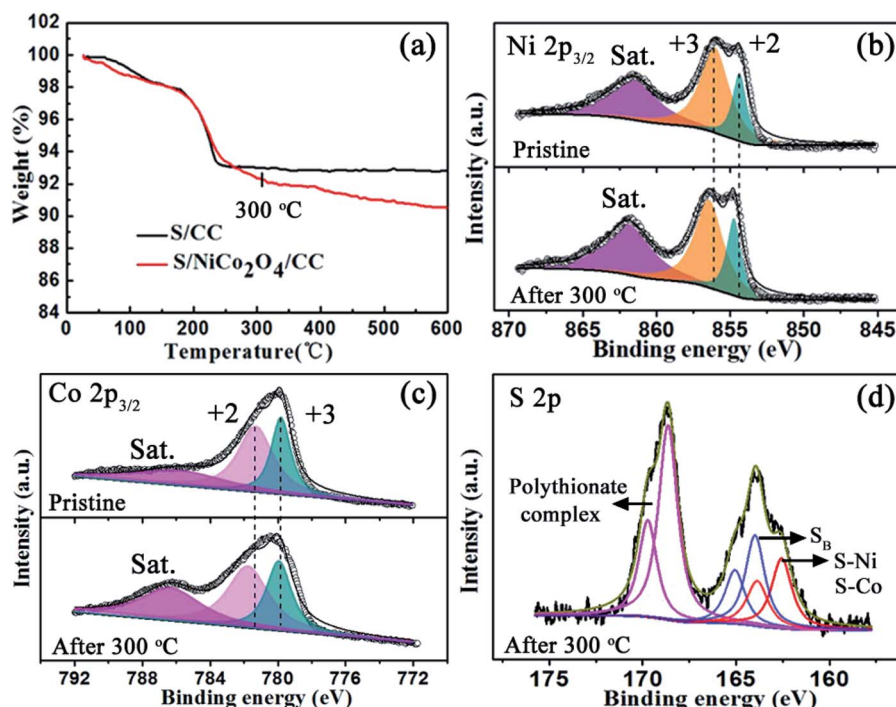 (a)
100
98
96
94
92
90
88
86
84
Weight (%)
300 °C
S/CC
S/NiCo₂O₄/CC
0 100 200 300 400 500 600
Temperature(℃)
(b)
Ni 2p3/2
Sat. +3 +2
Pristine
Sat.
After 300 °C
Intensity (a.u.)
870 865 860 855 850 845
Binding energy (eV)
(c)
Co 2p3/2
+2 +3
Sat.
Pristine
Sat.
After 300 °C
Intensity (a.u.)
792 788 784 780 776 772
Binding energy (eV)
S 2p (d)
Polythionate
complex
S_B
S-Ni
S-Co
After 300 °C
Intensity (a.u.)
175 170 165 160
Binding energy (eV)